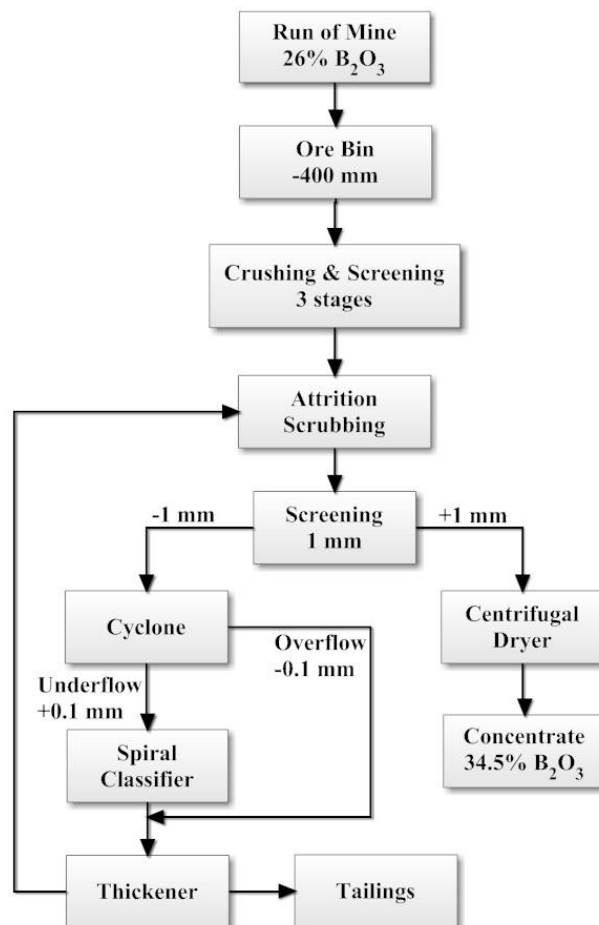 Run of Mine
26% B₂O₃
Ore Bin
-400 mm
Crushing & Screening
3 stages
Attrition
Scrubbing
Screening
1 mm
-1 mm
+1 mm
Cyclone
Overflow
-0.1 mm
Underflow
+0.1 mm
Spiral
Classifier
Thickener
Tailings
Centrifugal
Dryer
Concentrate
34.5% B₂O₃